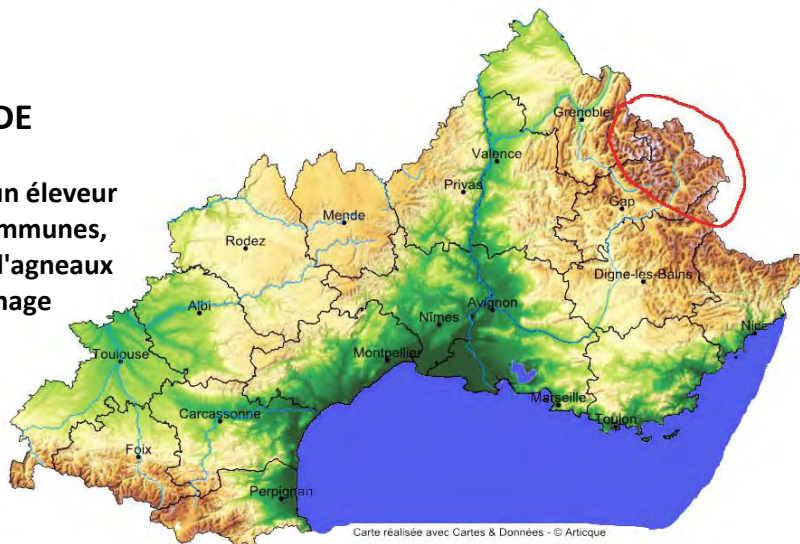 DE
un éleveur
ommunes,
d'agneaux
nage
Grenoble
Valence
Privas
Gap
Mende
Rodez
Digne-les-Bains
Albi
Avignon
Nîmes
Nice
Toulouse
Montpellier
Marseille
Carcassonne
Toulon
Foix
Perpignan
Carte réalisée avec Cartes & Données - © Articque